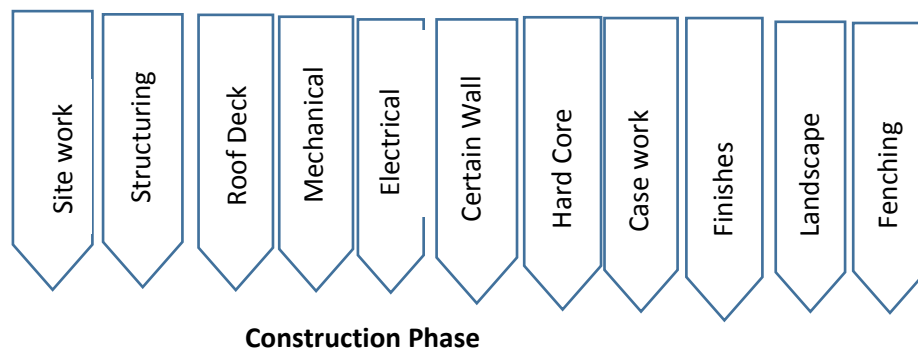 Site work
Structuring
Roof Deck
Mechanical
Electrical
Certain Wall
Hard Core
Case work
Finishes
Landscape
Fenching
Construction Phase